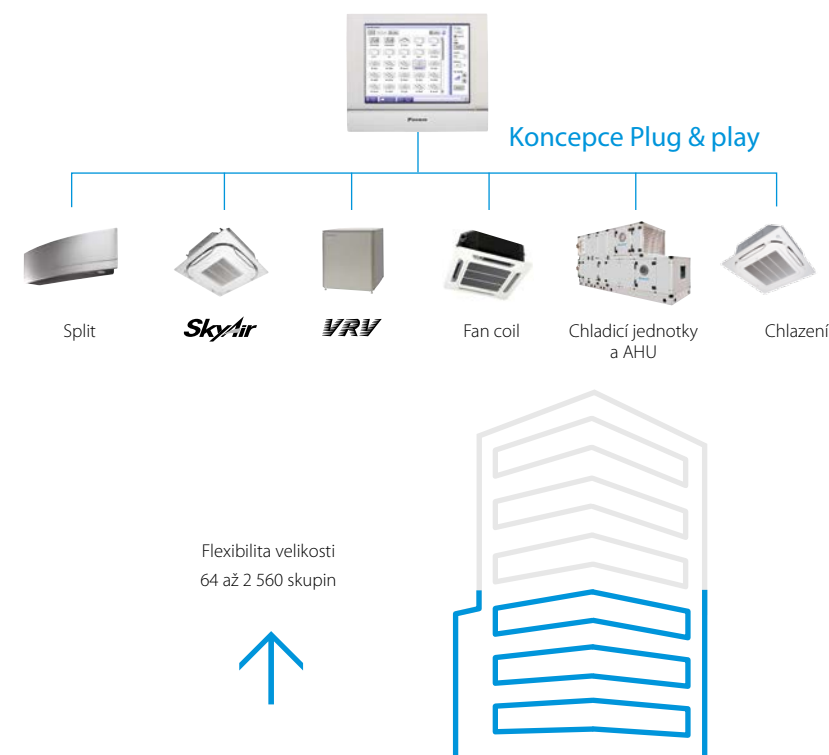 DAIKIN
Koncepce Plug & play
Split
SkyAir
VRV
Fan coil
Chladicí jednotky
a AHU
Chlazení
Flexibilita velikosti
64 až 2 560 skupin